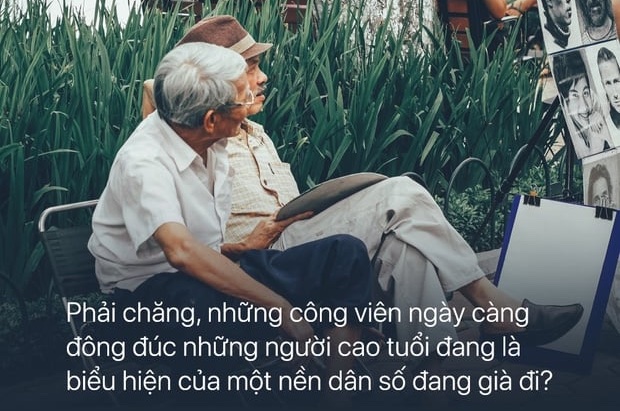 Phải chăng, những công viên ngày càng
đông đúc những người cao tuổi đang là
biểu hiện của một nền dân số đang già đi?